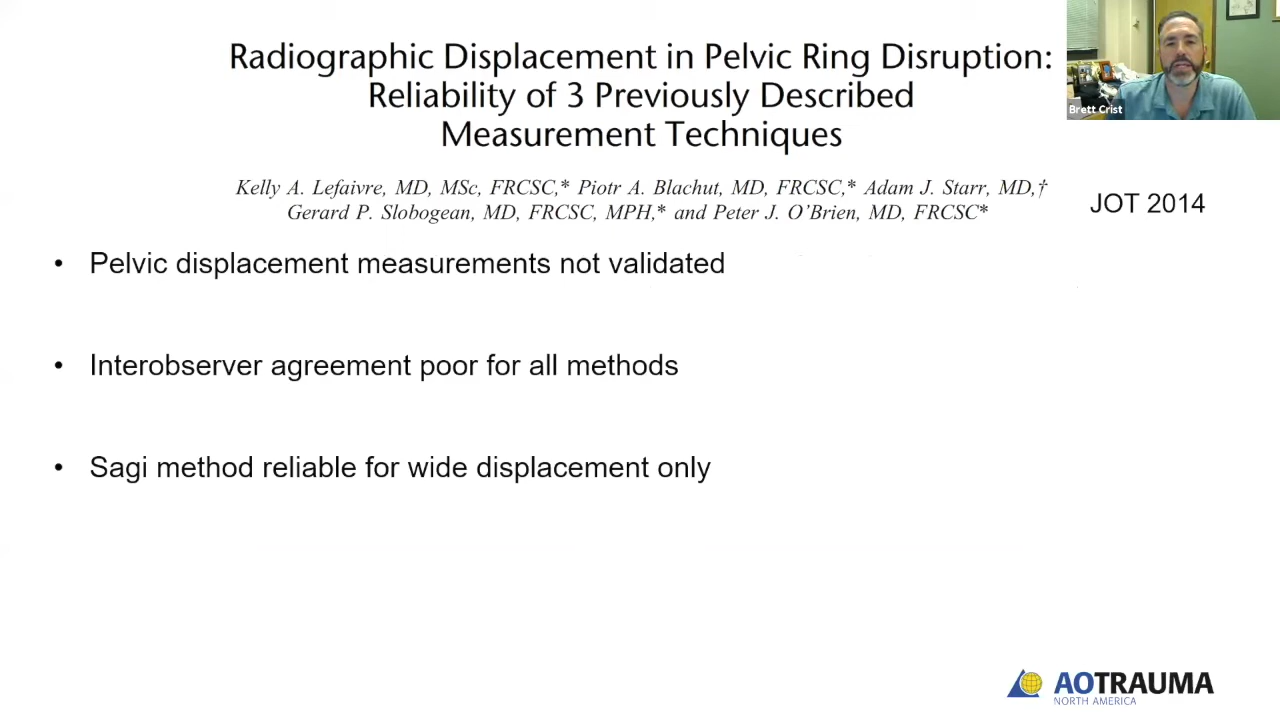 Radiographic Displacement in Pelvic Ring Disruption:
Reliability of 3 Previously Described
Measurement Techniques
Brett Crist
Kelly A. Lefaivre, MD, MSc, FRCSC,* Piotr A. Blachut, MD, FRCSC,* Adam J. Starr, MD,†
Gerard P. Slobogean, MD, FRCSC, MPH,* and Peter J. O'Brien, MD, FRCSC*
JOT 2014
• Pelvic displacement measurements not validated
• Interobserver agreement poor for all methods
• Sagi method reliable for wide displacement only
AOTRAUMA
NORTH AMERICA